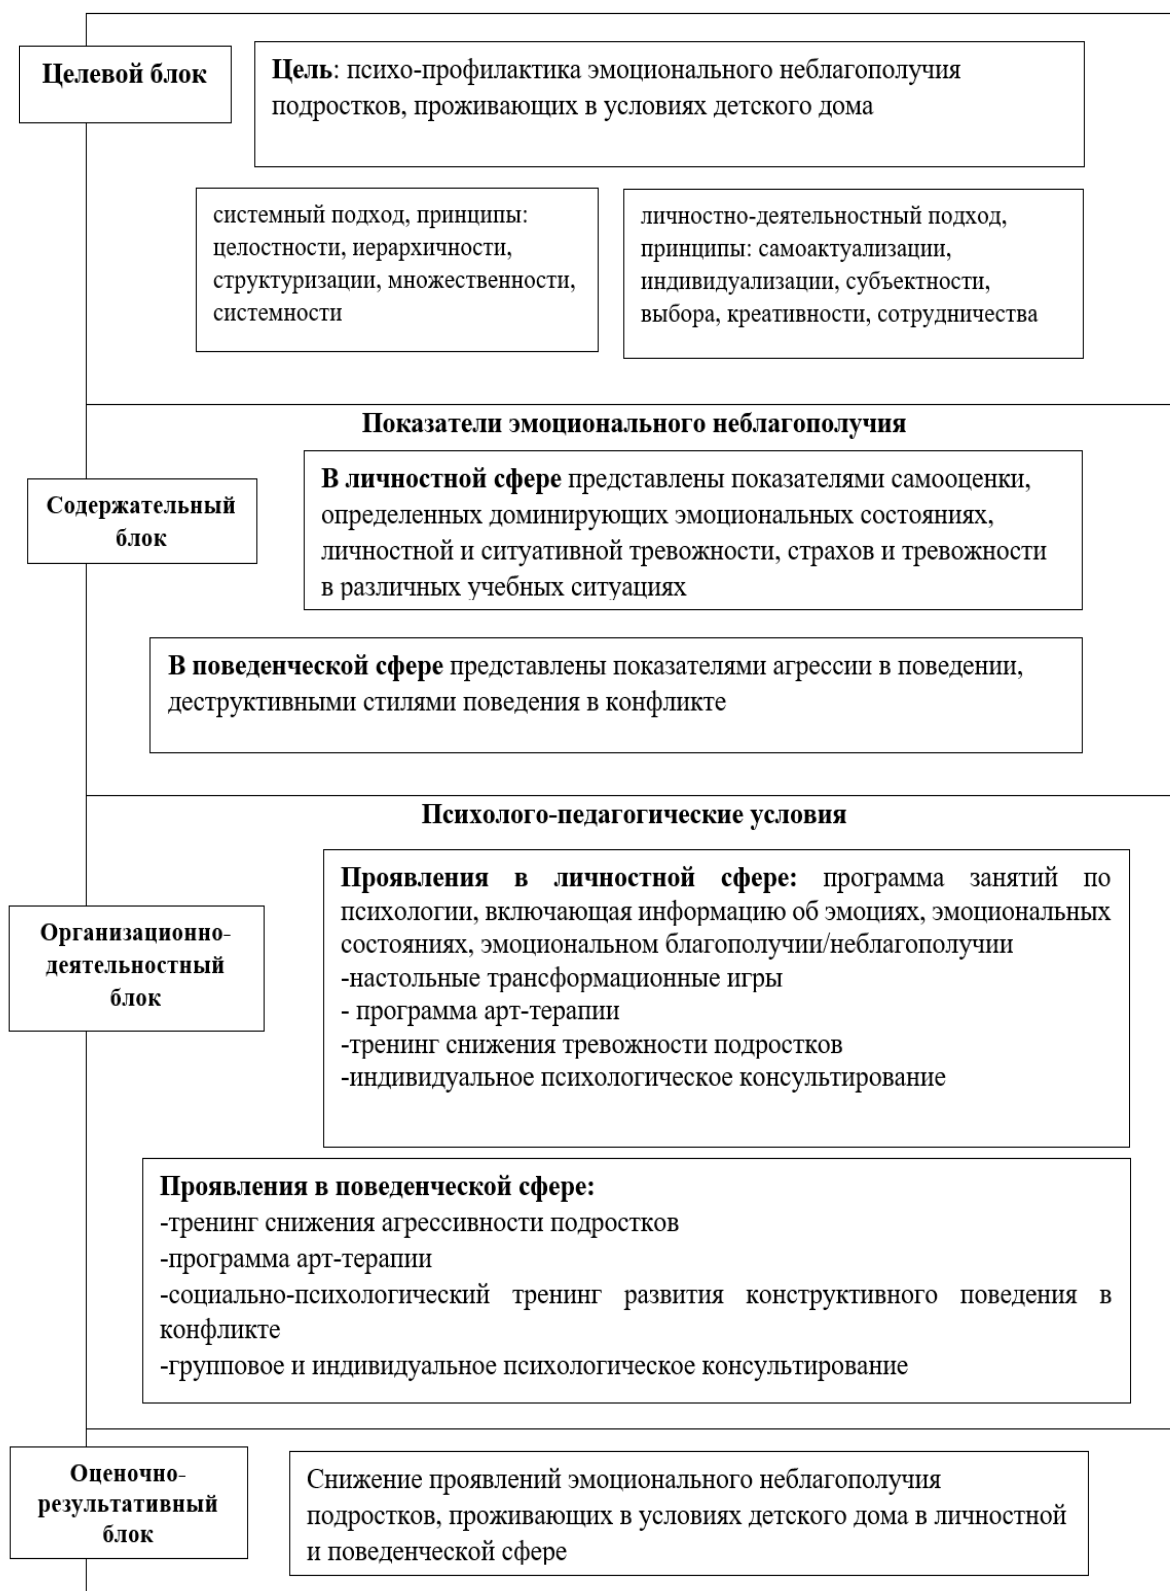 Целевой блок
Цель: психо-профилактика эмоционального неблагополучия
подростков, проживающих в условиях детского дома
системный подход, принципы:
целостности, иерархичности,
структуризации, множественности,
системности
личностно-деятельностный подход,
принципы: самоактуализации,
индивидуализации, субъектности,
выбора, креативности, сотрудничества
Показатели эмоционального неблагополучия
Содержательный
блок
В личностной сфере представлены показателями самооценки,
определенных доминирующих эмоциональных состояниях,
личностной и ситуативной тревожности, страхов и тревожности
в различных учебных ситуациях
В поведенческой сфере представлены показателями агрессии в поведении,
деструктивными стилями поведения в конфликте
Психолого-педагогические условия
Организационно-
деятельностный
блок
Проявления в личностной сфере: программа занятий по
психологии, включающая информацию об эмоциях, эмоциональных
состояниях, эмоциональном благополучии/неблагополучии
-настольные трансформационные игры
- программа арт-терапии
-тренинг снижения тревожности подростков
-индивидуальное психологическое консультирование
Проявления в поведенческой сфере:
-тренинг снижения агрессивности подростков
-программа арт-терапии
-социально-психологический тренинг развития конструктивного поведения в
конфликте
-групповое и индивидуальное психологическое консультирование
Оценочно-
результативный
блок
Снижение проявлений эмоционального неблагополучия
подростков, проживающих в условиях детского дома в личностной
и поведенческой сфере